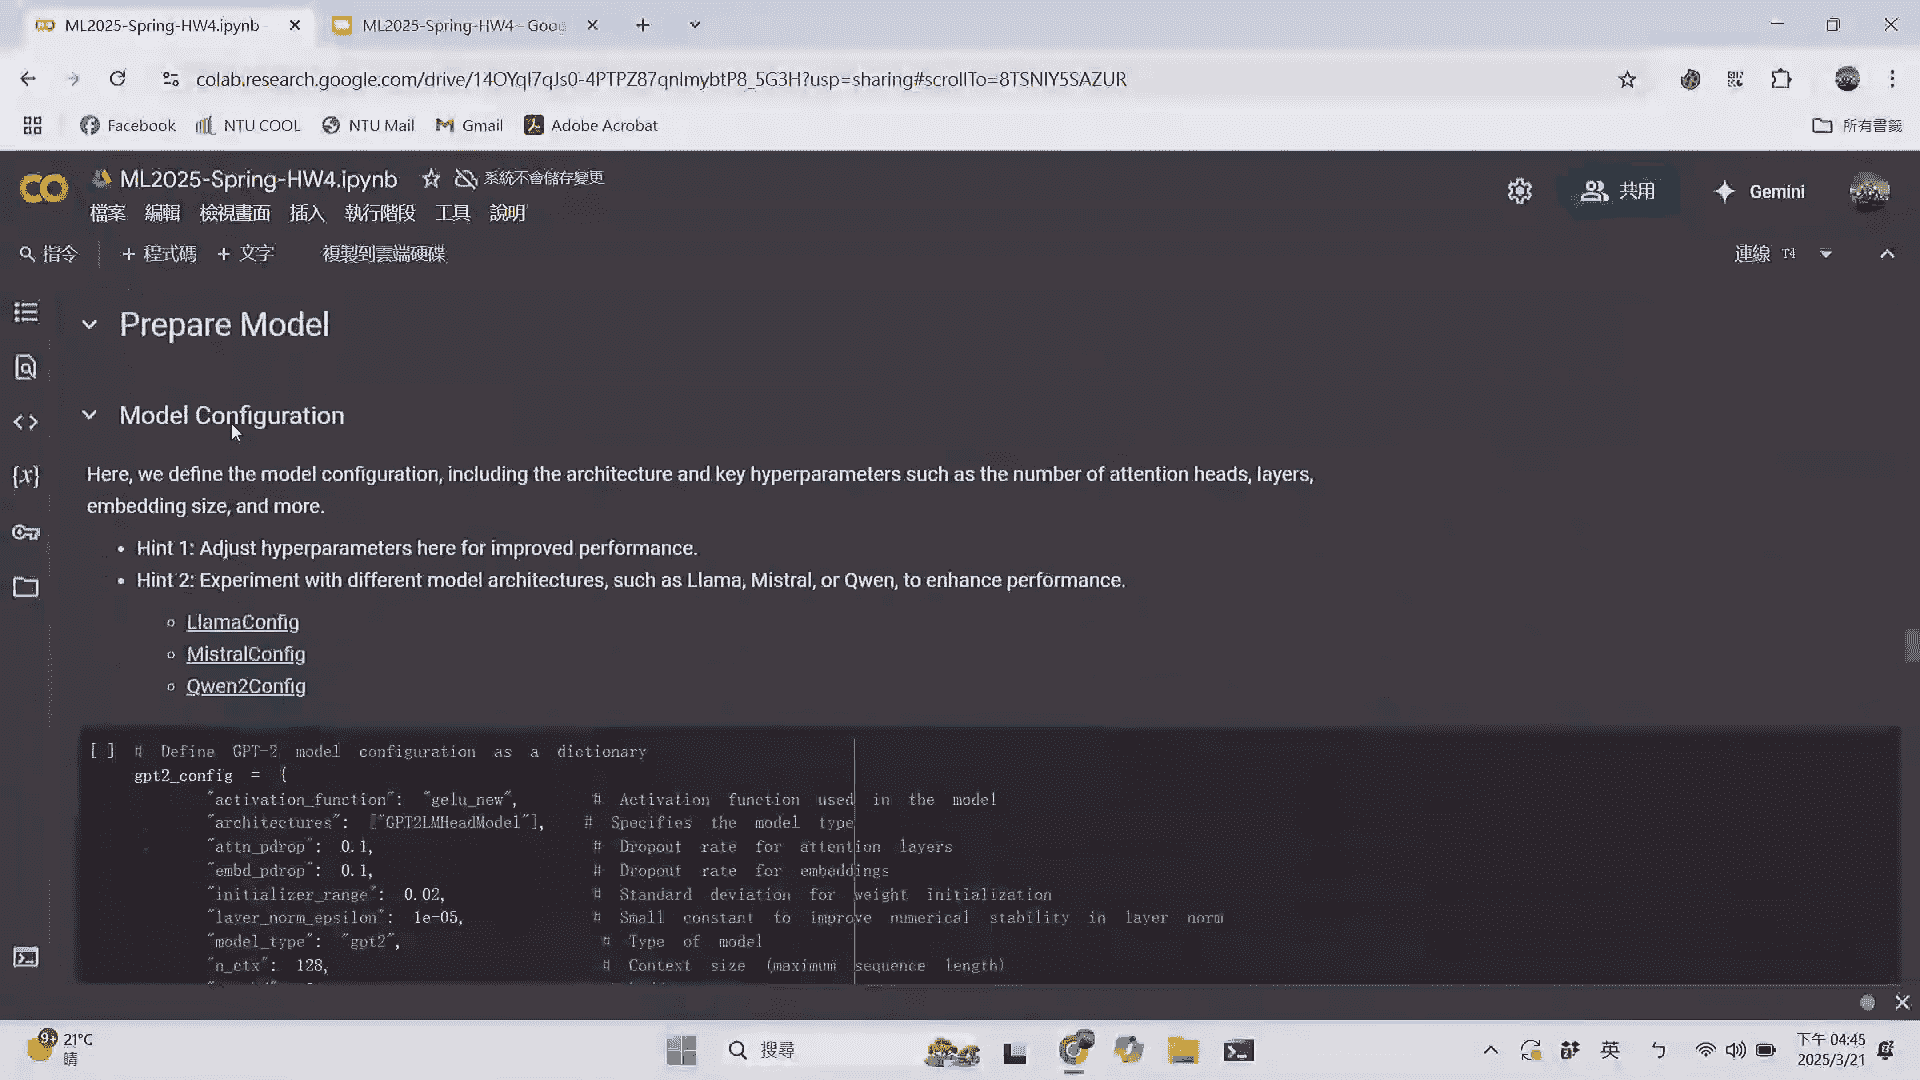 ML2025-Spring-HW4.ipynb
ML2025-Spring-HW4 - Goo
colab.research.google.com/drive/14OYql7qJs0-4PTPZ87qnlmybtP8_5G3H?usp=sharing#scrollTo=8TSNIY5SAZUR
Facebook NTU COOL NTU Mail Gmail Adobe Acrobat 所有書籤
ML2025-Spring-HW4.ipynb 系統不會儲存變更
檔案 編輯 檢視畫面 插入 執行階段 工具 說明
共用 Gemini
指令 + 程式碼 + 文字 複製到雲端硬碟 連線 T4
Prepare Model
Model Configuration
Here, we define the model configuration, including the architecture and key hyperparameters such as the number of attention heads, layers,
embedding size, and more.
• Hint 1: Adjust hyperparameters here for improved performance.
• Hint 2: Experiment with different model architectures, such as Llama, Mistral, or Qwen, to enhance performance.
LlamaConfig
MistralConfig
Qwen2Config
[ ] # Define GPT-2 model configuration as a dictionary
gpt2_config = {
"activation_function": "gelu_new", # Activation function used in the model
"architectures": ["GPT2LMHeadModel"], # Specifies the model type
"attn_pdrop": 0.1, # Dropout rate for attention layers
"embd_pdrop": 0.1, # Dropout rate for embeddings
"initializer_range": 0.02, # Standard deviation for weight initialization
"layer_norm_epsilon": 1e-05, # Small constant to improve numerical stability in layer norm
"model_type": "gpt2", # Type of model
"n_ctx": 128, # Context size (maximum sequence length)
9+ 21°C
晴
搜尋
英
下午 04:45
2025/3/21